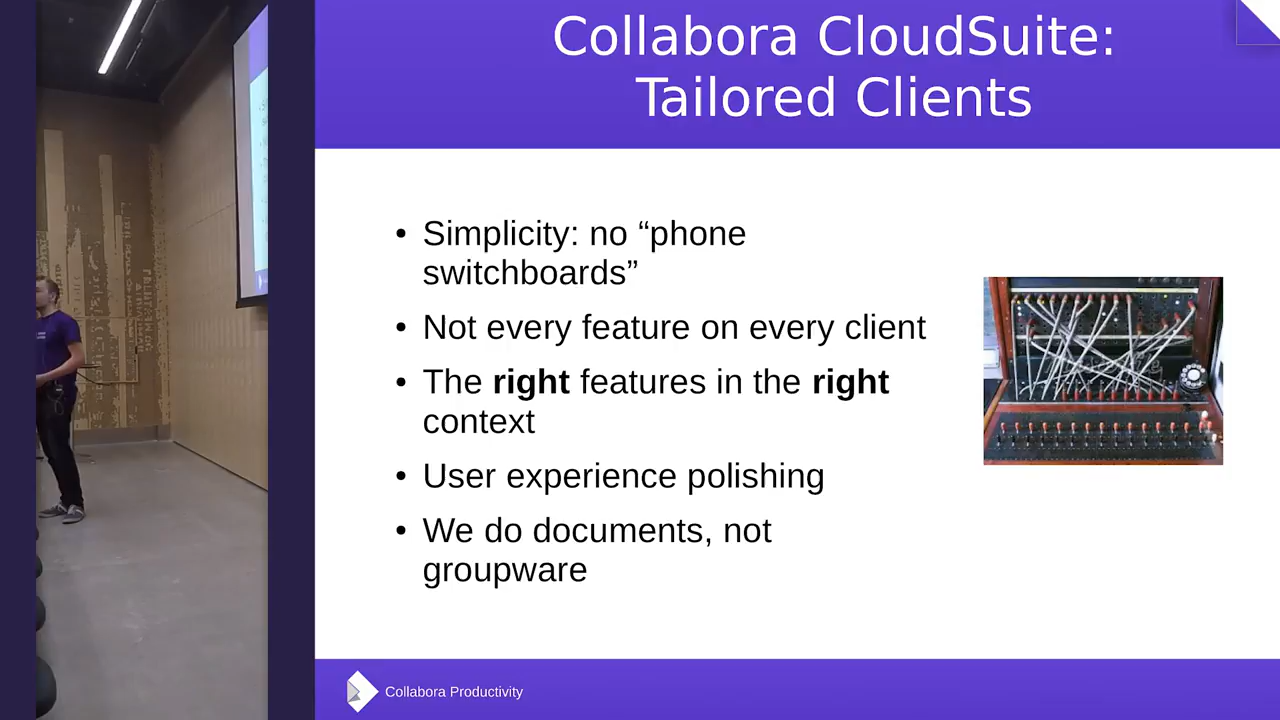 Collabora CloudSuite:
Tailored Clients
• Simplicity: no “phone
switchboards”
• Not every feature on every client
• The right features in the right
context
• User experience polishing
• We do documents, not
groupware
Collabora Productivity